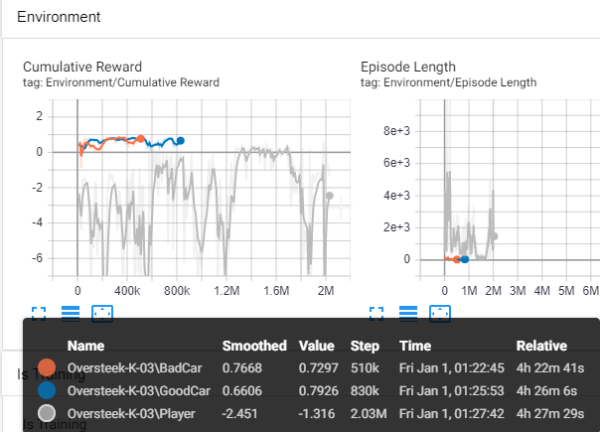 Environment
Cumulative Reward
tag: Environment/Cumulative Reward
2
0
-2
-4
-6
0 400k 800k 1.2M 1.6M 2M
Episode Length
tag: Environment/Episode Length
8e+3
6e+3
4e+3
2e+3
0
0 1M 2M 3M 4M 5M 6M
Name Smoothed Value Step Time Relative
Oversteek-K-03\BadCar 0.7668 0.7297 510k Fri Jan 1, 01:22:45 4h 22m 41s
Oversteek-K-03\GoodCar 0.6606 0.7926 830k Fri Jan 1, 01:25:53 4h 26m 6s
Oversteek-K-03\Player -2.451 -1.316 2.03M Fri Jan 1, 01:27:42 4h 27m 29s
Is Training
Is Training